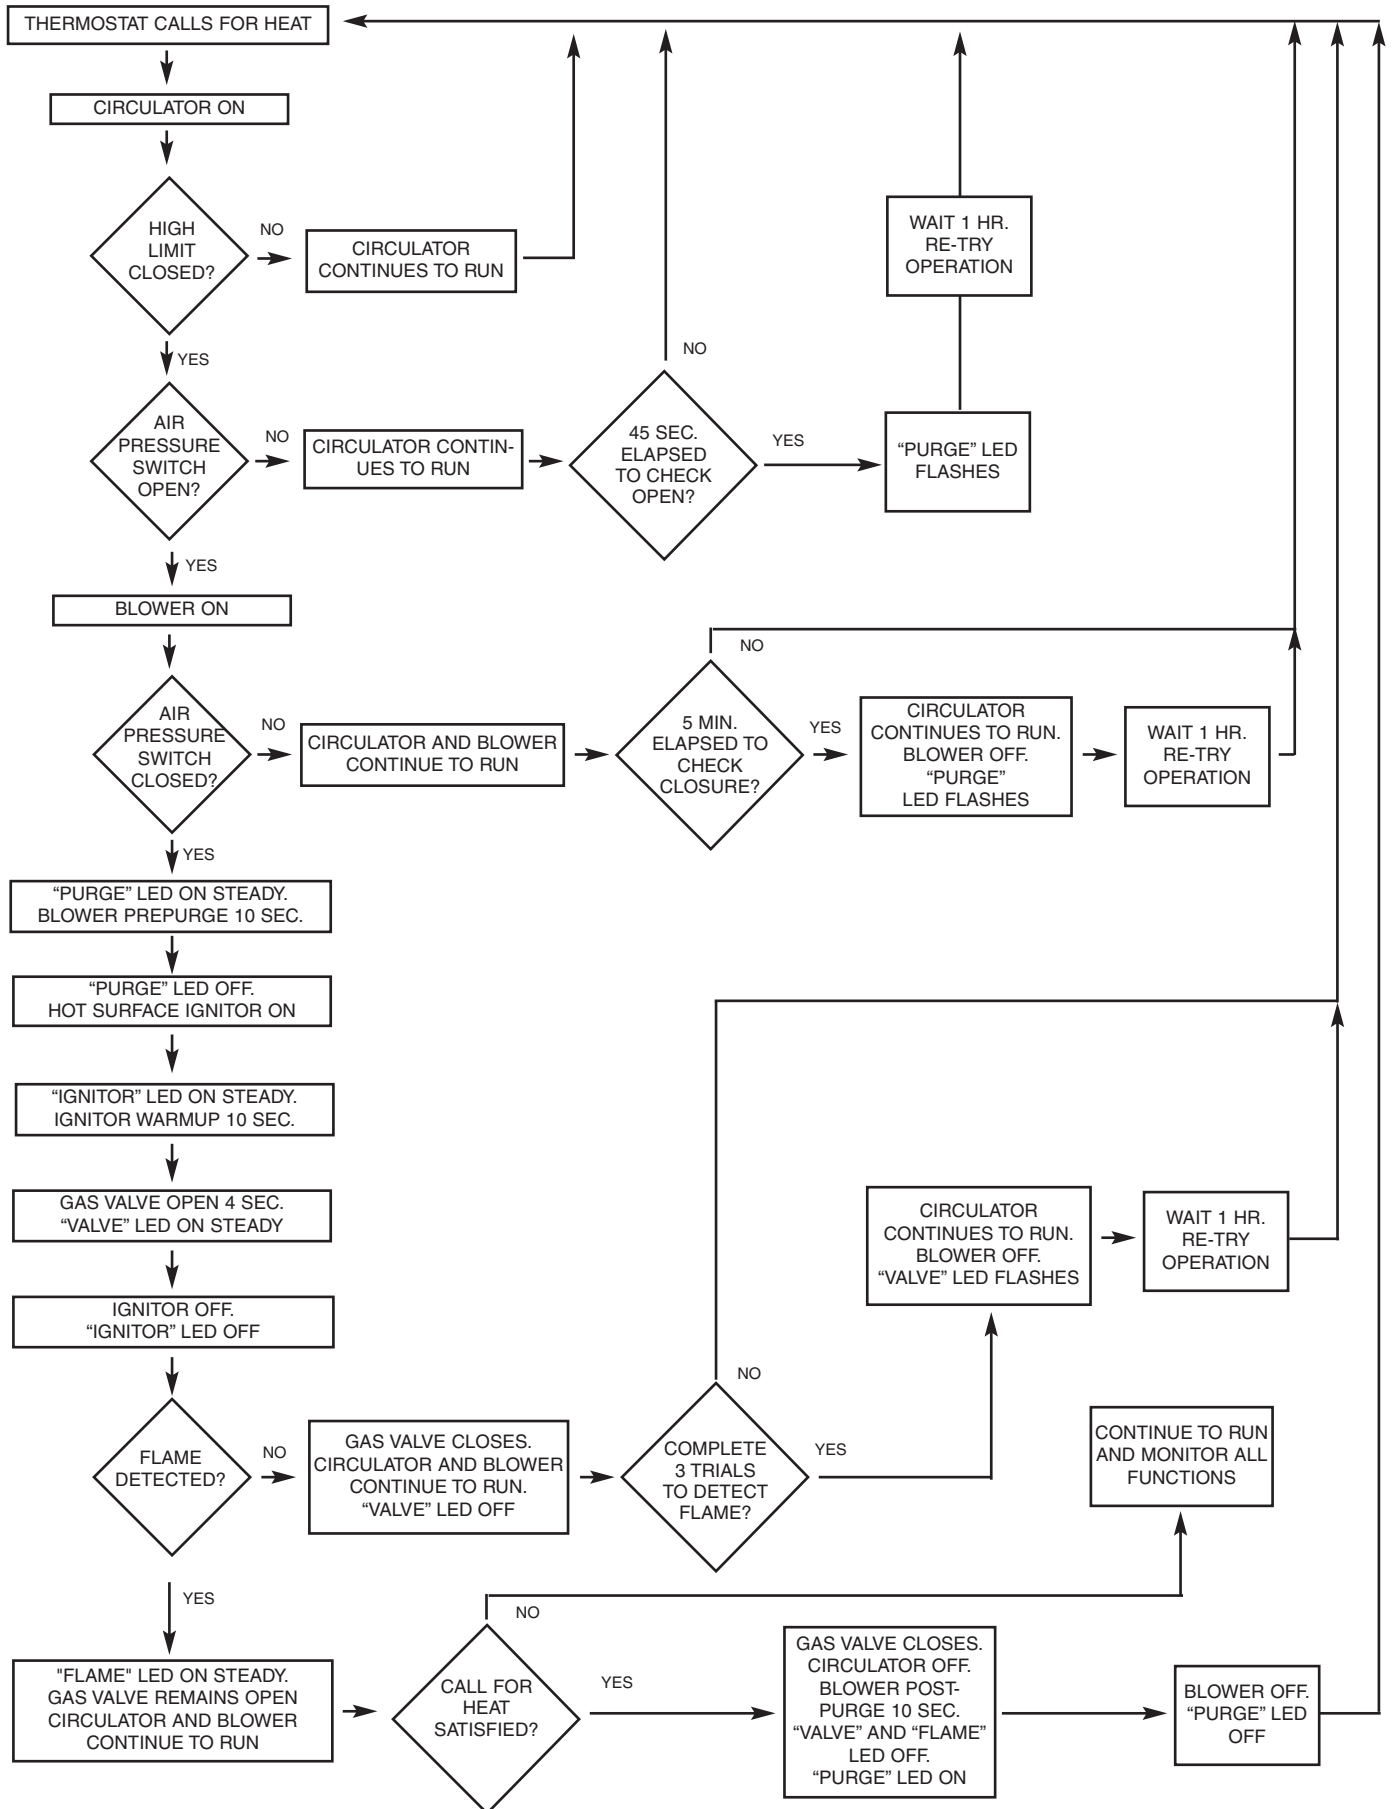 THERMOSTAT CALLS FOR HEAT
CIRCULATOR ON
HIGH
LIMIT
CLOSED?
NO
CIRCULATOR
CONTINUES TO RUN
WAIT 1 HR.
RE-TRY
OPERATION
YES
AIR
PRESSURE
SWITCH
OPEN?
NO
CIRCULATOR CONTIN-
UES TO RUN
45 SEC.
ELAPSED
TO CHECK
OPEN?
NO
YES
“PURGE” LED
FLASHES
YES
BLOWER ON
AIR
PRESSURE
SWITCH
CLOSED?
NO
CIRCULATOR AND BLOWER
CONTINUE TO RUN
5 MIN.
ELAPSED TO
CHECK
CLOSURE?
NO
YES
CIRCULATOR
CONTINUES TO RUN.
BLOWER OFF.
“PURGE”
LED FLASHES
WAIT 1 HR.
RE-TRY
OPERATION
YES
“PURGE” LED ON STEADY.
BLOWER PREPURGE 10 SEC.
“PURGE” LED OFF.
HOT SURFACE IGNITOR ON
“IGNITOR” LED ON STEADY.
IGNITOR WARMUP 10 SEC.
GAS VALVE OPEN 4 SEC.
“VALVE” LED ON STEADY
IGNITOR OFF.
“IGNITOR” LED OFF
FLAME
DETECTED?
NO
GAS VALVE CLOSES.
CIRCULATOR AND BLOWER
CONTINUE TO RUN.
“VALVE” LED OFF
COMPLETE
3 TRIALS
TO DETECT
FLAME?
NO
YES
CIRCULATOR
CONTINUES TO RUN.
BLOWER OFF.
“VALVE” LED FLASHES
WAIT 1 HR.
RE-TRY
OPERATION
YES
"FLAME" LED ON STEADY.
GAS VALVE REMAINS OPEN
CIRCULATOR AND BLOWER
CONTINUE TO RUN
CALL FOR
HEAT
SATISFIED?
NO
CONTINUE TO RUN
AND MONITOR ALL
FUNCTIONS
YES
GAS VALVE CLOSES.
CIRCULATOR OFF.
BLOWER POST-
PURGE 10 SEC.
“VALVE” AND “FLAME”
LED OFF.
“PURGE” LED ON
BLOWER OFF.
“PURGE” LED
OFF